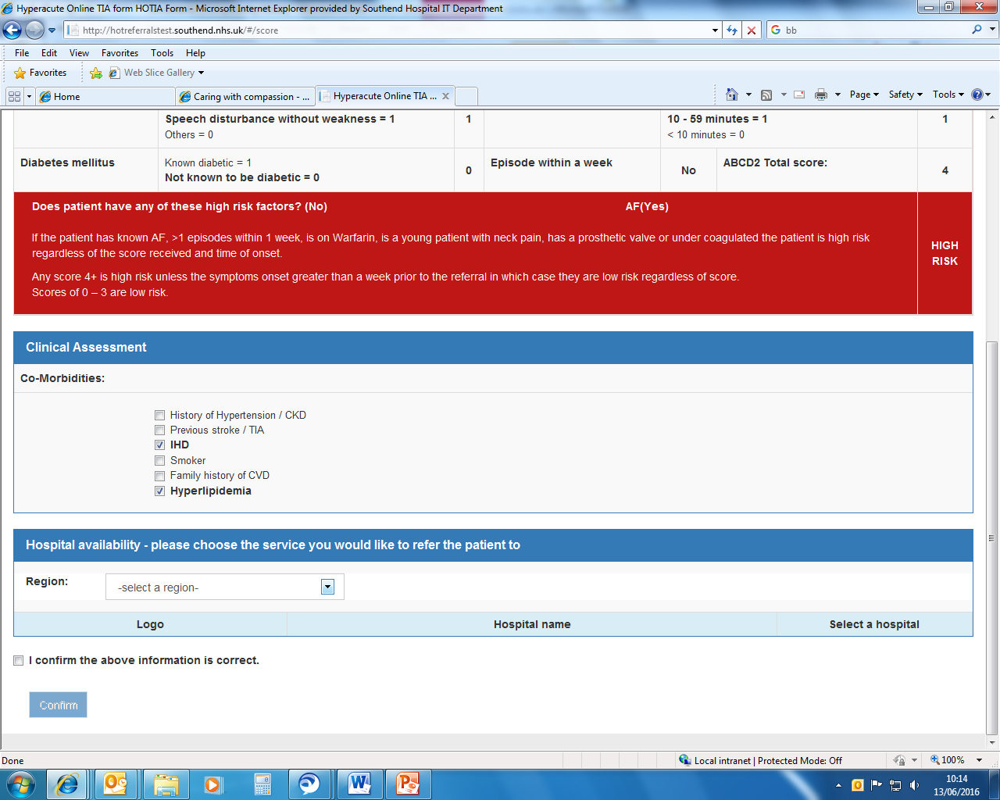 Hyperacute Online TIA form HOTIA Form - Microsoft Internet Explorer provided by Southend Hospital IT Department
http://hotreferralstest.southend.nhs.uk/#/score
bb
File Edit View Favorites Tools Help
Favorites Web Slice Gallery
Home Caring with compassion - ... Hyperacute Online TIA ... Page Safety Tools
Speech disturbance without weakness = 1 1 10 - 59 minutes = 1 1
Others = 0 < 10 minutes = 0
Diabetes mellitus Known diabetic = 1 Episode within a week ABCD2 Total score:
Not known to be diabetic = 0 0 No 4
Does patient have any of these high risk factors? (No) AF(Yes)
If the patient has known AF, >1 episodes within 1 week, is on Warfarin, is a young patient with neck pain, has a prosthetic valve or under coagulated the patient is high risk
regardless of the score received and time of onset.
HIGH
RISK
Any score 4+ is high risk unless the symptoms onset greater than a week prior to the referral in which case they are low risk regardless of score.
Scores of 0 – 3 are low risk.
Clinical Assessment
Co-Morbidities:
History of Hypertension / CKD
Previous stroke / TIA
IHD
Smoker
Family history of CVD
Hyperlipidemia
Hospital availability - please choose the service you would like to refer the patient to
Region: -select a region-
Logo Hospital name Select a hospital
I confirm the above information is correct.
Confirm
Done Local intranet | Protected Mode: Off 100%
10:14
13/06/2016